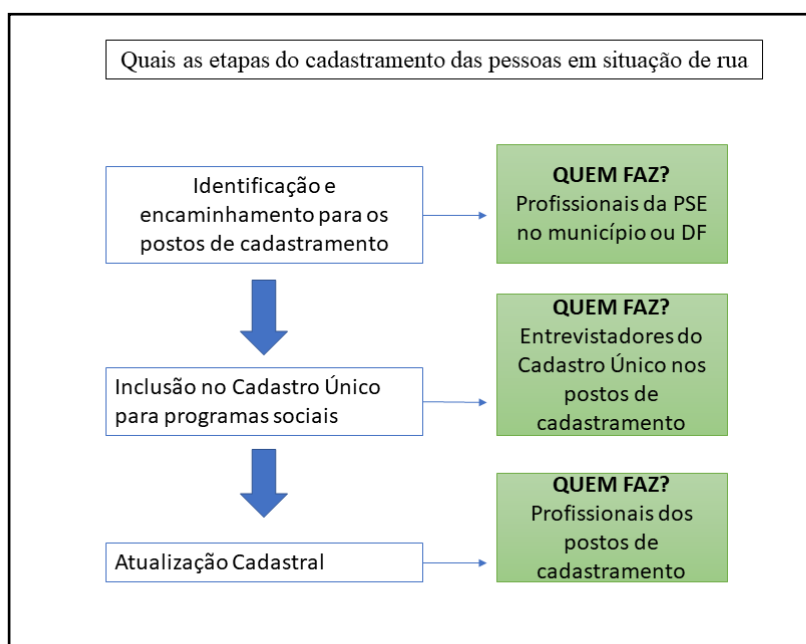 Quais as etapas do cadastramento das pessoas em situação de rua
Identificação e
encaminhamento para os
postos de cadastramento
QUEM FAZ?
Profissionais da PSE
no município ou DF
Inclusão no Cadastro Único
para programas sociais
QUEM FAZ?
Entrevistadores do
Cadastro Único nos
postos de
cadastramento
Atualização Cadastral
QUEM FAZ?
Profissionais dos
postos de
cadastramento